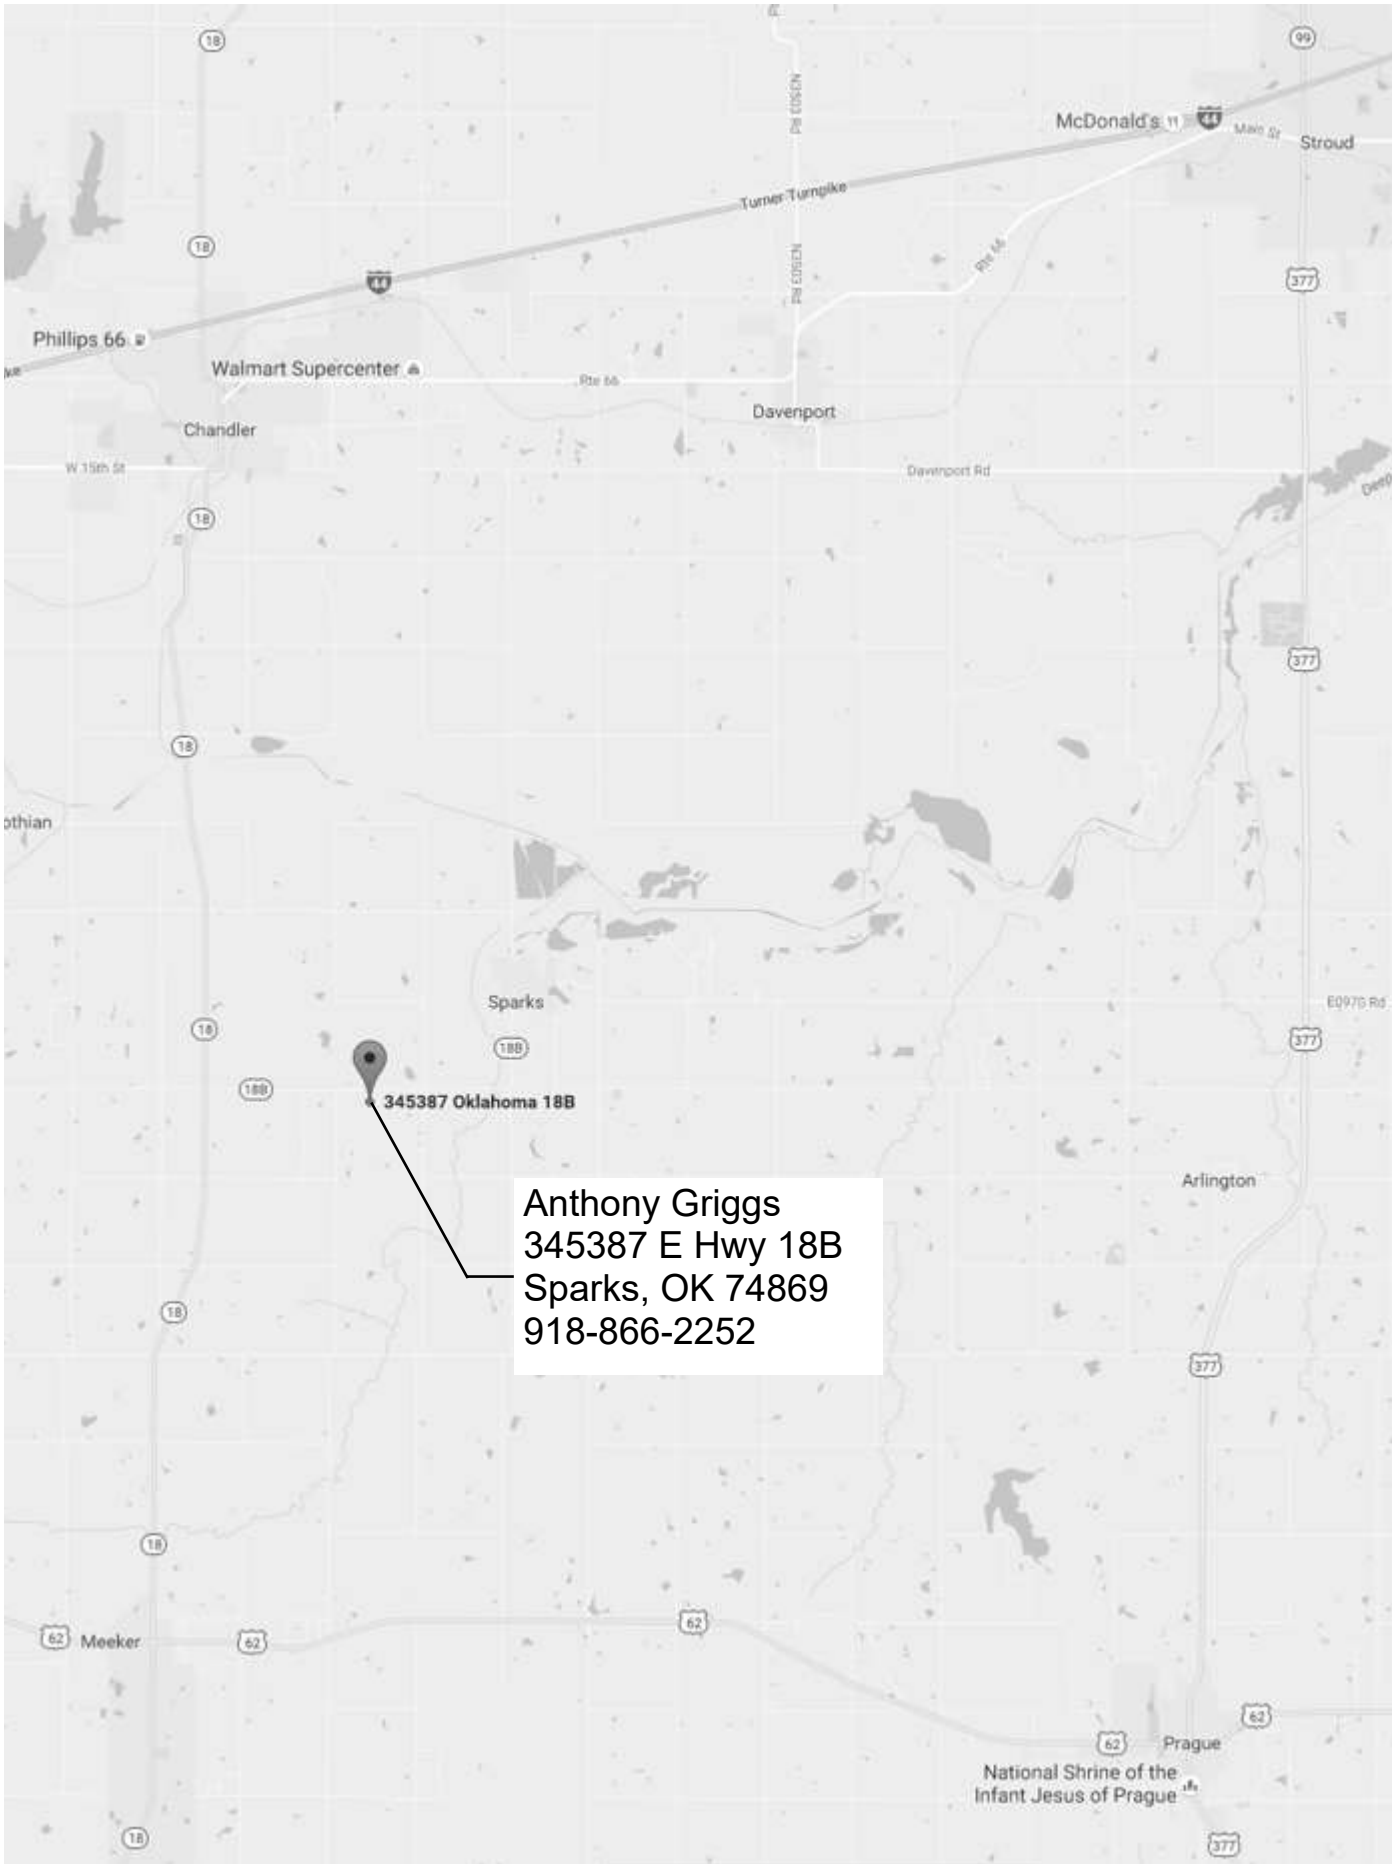 18
99
N3503 Rd
McDonald's
44
Main St
Stroud
Turner Turnpike
18
N3503 Rd
Rte 66
377
44
Phillips 66
Walmart Supercenter
Rte 66
ike
Davenport
Chandler
W 15th St
Davenport Rd
Deep
18
377
18
othian
Sparks
E0970 Rd
18
18B
377
18B
345387 Oklahoma 18B
Arlington
Anthony Griggs
345387 E Hwy 18B
Sparks, OK 74869
918-866-2252
18
377
18
62
62
Meeker
62
62
62
Prague
National Shrine of the
Infant Jesus of Prague
18
377